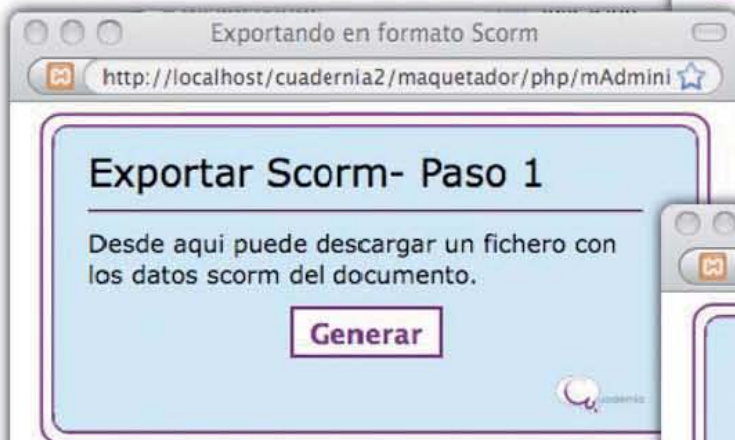 Exportando en formato Scorm
http://localhost/cuadernia2/maquetador/php/mAdmini
Exportar Scorm- Paso 1
Desde aqui puede descargar un fichero con
los datos scorm del documento.
Generar